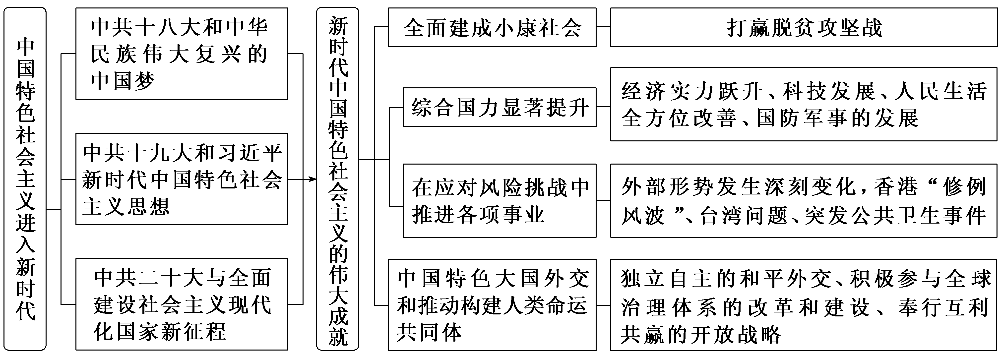 中国特色社会主义进入新时代
中共十八大和中华
民族伟大复兴的
中国梦
中共十九大和习近平
新时代中国特色社会
主义思想
中共二十大与全面
建设社会主义现代
化国家新征程
新时代中国特色社会主义的伟大成就
全面建成小康社会
打赢脱贫攻坚战
综合国力显著提升
经济实力跃升、科技发展、人民生活
全方位改善、国防军事的发展
在应对风险挑战中
推进各项事业
外部形势发生深刻变化，香港“修例
风波”、台湾问题、突发公共卫生事件
中国特色大国外交
和推动构建人类命运
共同体
独立自主的和平外交、积极参与全球
治理体系的改革和建设、奉行互利
共赢的开放战略